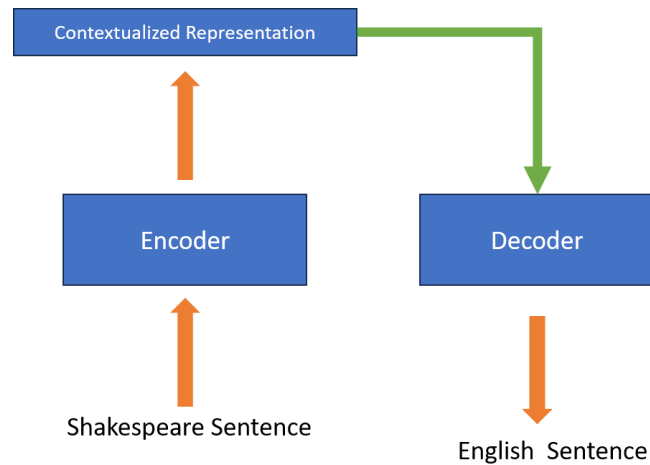 Contextualized Representation
Encoder
Decoder
Shakespeare Sentence
English  Sentence